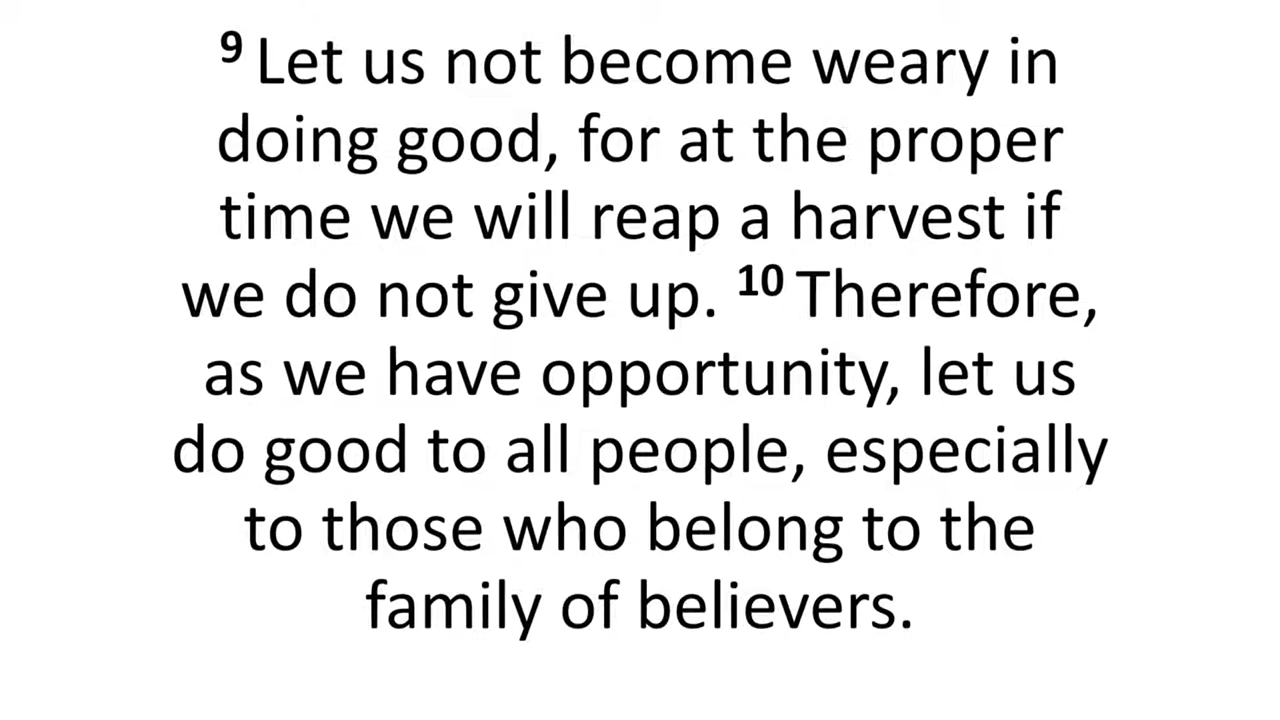 9 Let us not become weary in
doing good, for at the proper
time we will reap a harvest if
we do not give up. 10 Therefore,
as we have opportunity, let us
do good to all people, especially
to those who belong to the
family of believers.